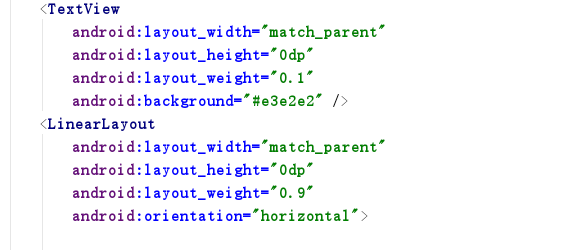 <TextView
android:layout_width="match_parent"
android:layout_height="0dp"
android:layout_weight="0.1"
android:background="#e3e2e2" />
<LinearLayout
android:layout_width="match_parent"
android:layout_height="0dp"
android:layout_weight="0.9"
android:orientation="horizontal">